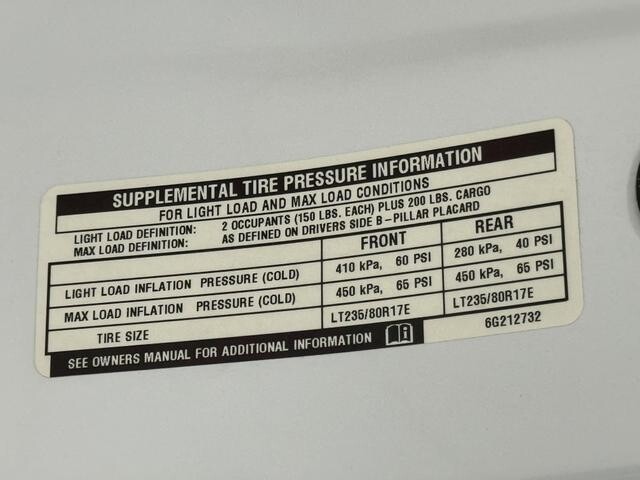 SUPPLEMENTAL TIRE PRESSURE INFORMATION
FOR LIGHT LOAD AND MAX LOAD CONDITIONS
LIGHT LOAD DEFINITION: 2 OCCUPANTS (150 LBS. EACH) PLUS 200 LBS. CARGO
MAX LOAD DEFINITION: AS DEFINED ON DRIVERS SIDE B-PILLAR PLACARD
FRONT REAR
LIGHT LOAD INFLATION PRESSURE (COLD) 410 kPa, 60 PSI 280 kPa, 40 PSI
MAX LOAD INFLATION PRESSURE (COLD) 450 kPa, 65 PSI 450 kPa, 65 PSI
TIRE SIZE LT235/80R17E LT235/80R17E
SEE OWNERS MANUAL FOR ADDITIONAL INFORMATION 6G212732